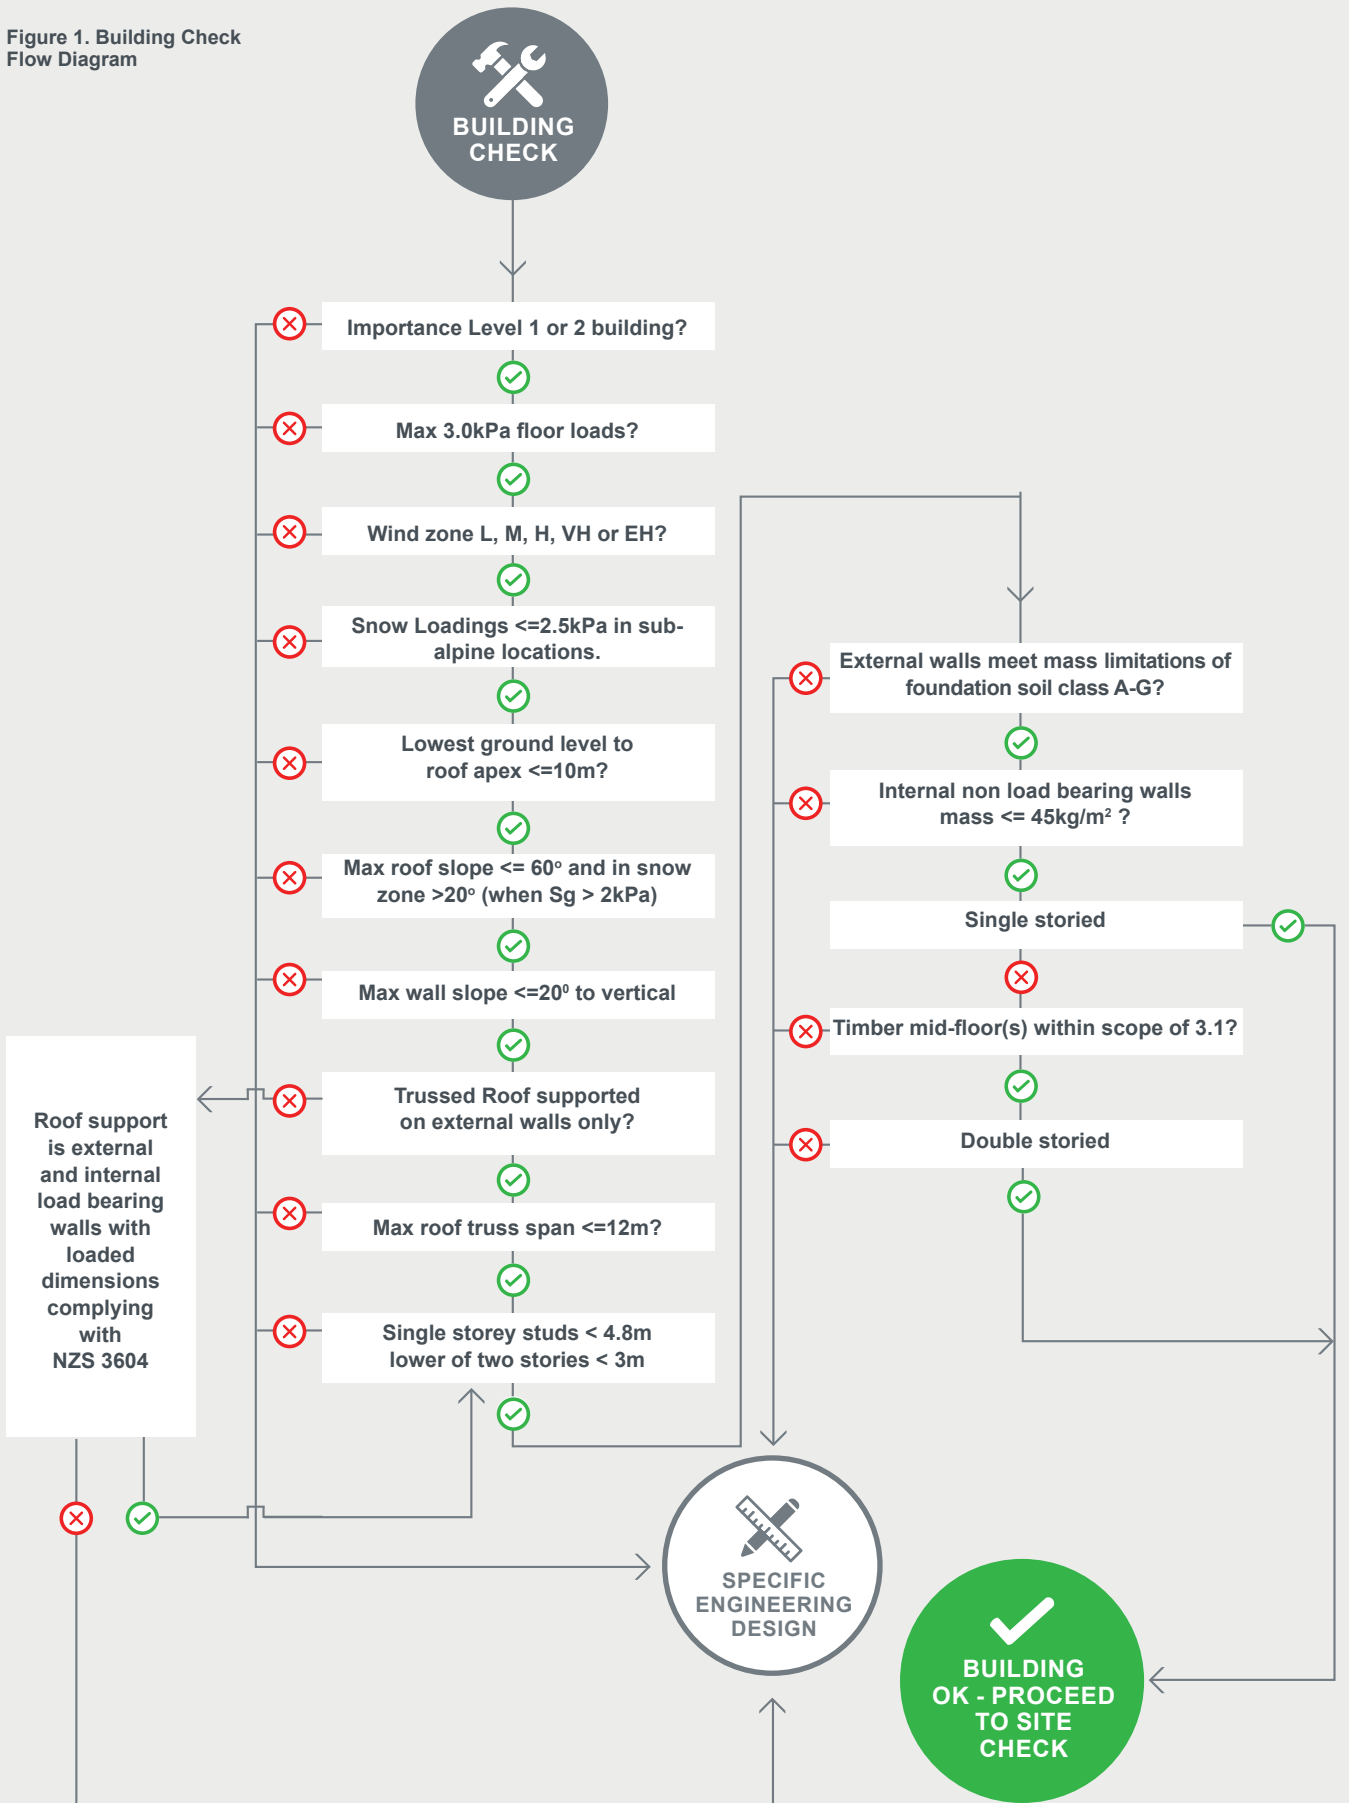 Figure 1. Building Check
Flow Diagram
BUILDING
CHECK
Importance Level 1 or 2 building?
Max 3.0kPa floor loads?
Wind zone L, M, H, VH or EH?
Snow Loadings <=2.5kPa in sub-
alpine locations.
Lowest ground level to
roof apex <=10m?
Max roof slope <= 60º and in snow
zone >20º (when Sg > 2kPa)
Max wall slope <=20⁰ to vertical
Trussed Roof supported
on external walls only?
Max roof truss span <=12m?
Single storey studs < 4.8m
lower of two stories < 3m
Roof support
is external
and internal
load bearing
walls with
loaded
dimensions
complying
with
NZS 3604
External walls meet mass limitations of
foundation soil class A-G?
Internal non load bearing walls
mass <= 45kg/m² ?
Single storied
Timber mid-floor(s) within scope of 3.1?
Double storied
SPECIFIC
ENGINEERING
DESIGN
BUILDING
OK - PROCEED
TO SITE
CHECK